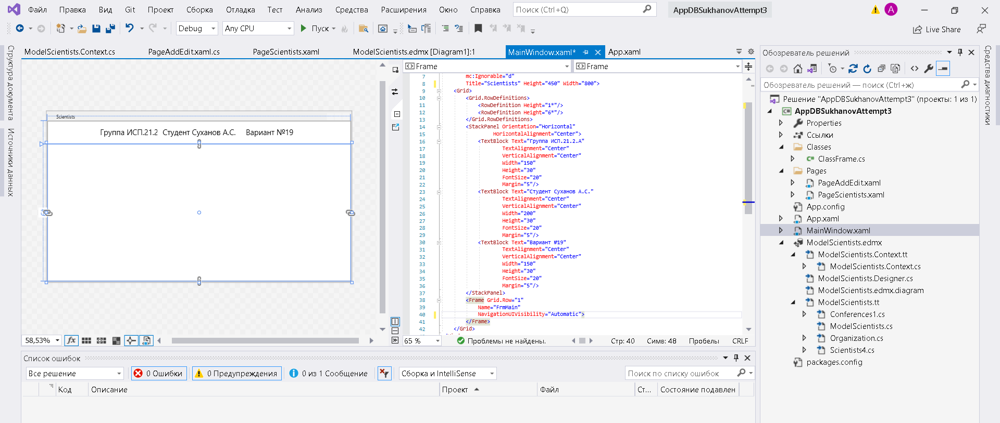 Файл Правка Вид Git Проект Сборка Отладка Тест Анализ Средства Расширения Окно Справка Поиск (Ctrl+Q) AppDBSukhanovAttempt3 A
Debug Any CPU Пуск Live Share
Структура документа
Источники данных
ModelScientists.Context.cs PageAddEdit.xaml.cs PageScientists.xaml ModelScientists.edmx [Diagram1]:1 MainWindow.xaml* App.xaml
Scientists
Группа ИСП.21.2 Студент Суханов А.С. Вариант №19
58,53% fx
Frame Frame
7 mc:Ignorable="d"
8 Title="Scientists" Height="450" Width="800">
9 <Grid>
10 <Grid.RowDefinitions>
11 <RowDefinition Height="1*"/>
12 <RowDefinition Height="6*"/>
13 </Grid.RowDefinitions>
14 <StackPanel Orientation="Horizontal"
15 HorizontalAlignment="Center">
16 <TextBlock Text="Группа ИСП.21.2.А"
17 TextAlignment="Center"
18 VerticalAlignment="Center"
19 Width="150"
20 Height="30"
21 FontSize="20"
22 Margin="5"/>
23 <TextBlock Text="Студент Суханов А.С."
24 TextAlignment="Center"
25 VerticalAlignment="Center"
26 Width="200"
27 Height="30"
28 FontSize="20"
29 Margin="5"/>
30 <TextBlock Text="Вариант №19"
31 TextAlignment="Center"
32 VerticalAlignment="Center"
33 Width="150"
34 Height="30"
35 FontSize="20"
36 Margin="5"/>
37 </StackPanel>
38 <Frame Grid.Row="1"
39 Name="FrmMain"
40 NavigationUIVisibility="Automatic">
41 </Frame>
42 </Grid>
65 % Проблемы не найдены. Стр: 40 Симв: 48 Пробелы CRLF
Список ошибок
Все решение 0 Ошибки 0 Предупреждения 0 из 1 Сообщение Сборка и IntelliSense Поиск по списку ошибок
Код Описание Проект Файл Ст... Состояние подавлен
Обозреватель решений
Обозреватель решений — поиск (Ctrl+ж)
Решение "AppDBSukhanovAttempt3" (проекты: 1 из 1)
C# AppDBSukhanovAttempt3
Properties
Ссылки
Classes
C# ClassFrame.cs
Pages
PageAddEdit.xaml
PageScientists.xaml
App.config
App.xaml
MainWindow.xaml
ModelScientists.edmx
ModelScientists.Context.tt
ModelScientists.Context.cs
ModelScientists.Designer.cs
ModelScientists.edmx.diagram
ModelScientists.tt
Conferences1.cs
ModelScientists.cs
Organization.cs
Scientists4.cs
packages.config
Средства диагностики